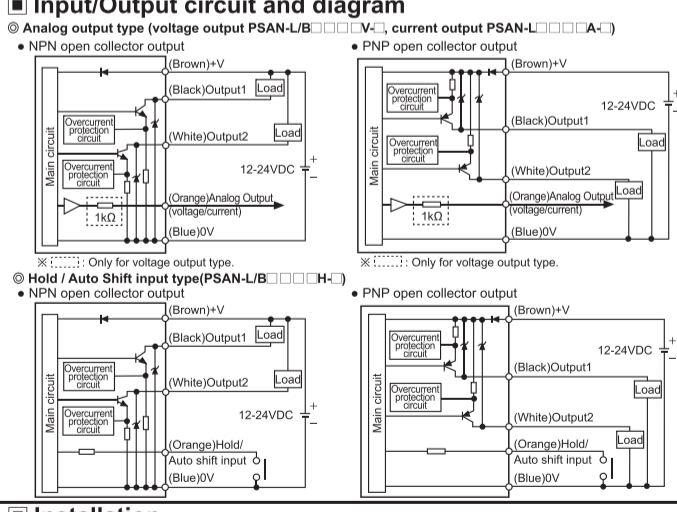 ■ Input/Output circuit and diagram
◎ Analog output type (voltage output PSAN-L/B□□□□V-□, current output PSAN-L□□□□A-□)
● NPN open collector output
(Brown)+V
(Black)Output1
Load
Overcurrent
protection
circuit
(White)Output2
Load
Main circuit
Overcurrent
protection
circuit
12-24VDC
+
−
(Orange)Analog Output
(voltage/current)
1kΩ
(Blue)0V
※ : Only for voltage output type.
● PNP open collector output
(Brown)+V
Overcurrent
protection
circuit
12-24VDC
+
−
(Black)Output1
Load
Main circuit
Overcurrent
protection
circuit
(White)Output2
Load
(Orange)Analog Output
(voltage/current)
1kΩ
(Blue)0V
※ : Only for voltage output type.
◎ Hold / Auto Shift input type(PSAN-L/B□□□□H-□)
● NPN open collector output
(Brown)+V
(Black)Output1
Load
Overcurrent
protection
circuit
(White)Output2
Load
Main circuit
Overcurrent
protection
circuit
12-24VDC
+
−
(Orange)Hold/
Auto shift input
(Blue)0V
● PNP open collector output
(Brown)+V
Overcurrent
protection
circuit
12-24VDC
+
−
(Black)Output1
Load
Main circuit
Overcurrent
protection
circuit
(White)Output2
Load
(Orange)Hold/
Auto shift input
(Blue)0V
■ Installation